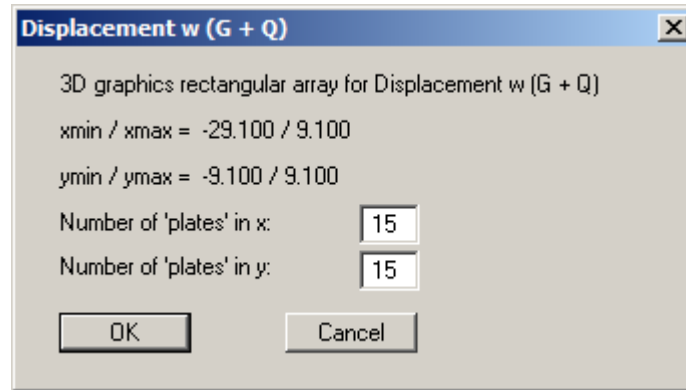 Displacement w (G + Q)
3D graphics rectangular array for Displacement w (G + Q)
xmin / xmax = -29.100 / 9.100
ymin / ymax = -9.100 / 9.100
Number of 'plates' in x: 15
Number of 'plates' in y: 15
OK Cancel